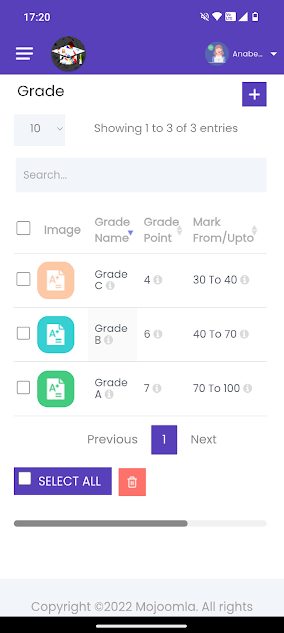 17:20
Anabe...
Grade
+
10
Showing 1 to 3 of 3 entries
Search...
Image
Grade Name
Grade Point
Mark From/Upto
Grade C
4
30 To 40
Grade B
6
40 To 70
Grade A
7
70 To 100
Previous 1 Next
SELECT ALL
Copyright ©2022 Mojoomla. All rights